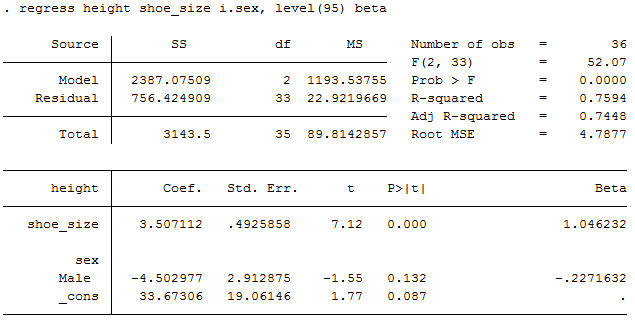 . regress height shoe_size i.sex, level(95) beta
Source SS df MS Number of obs = 36
F(2, 33) = 52.07
Model 2387.07509 2 1193.53755 Prob > F = 0.0000
Residual 756.424909 33 22.9219669 R-squared = 0.7594
Adj R-squared = 0.7448
Total 3143.5 35 89.8142857 Root MSE = 4.7877
height Coef. Std. Err. t P>|t| Beta
shoe_size 3.507112 .4925858 7.12 0.000 1.046232
sex
Male -4.502977 2.912875 -1.55 0.132 -.2271632
_cons 33.67306 19.06146 1.77 0.087 .